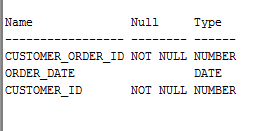 Name Null Type
----------------- -------- ------
CUSTOMER_ORDER_ID NOT NULL NUMBER
ORDER_DATE DATE
CUSTOMER_ID NOT NULL NUMBER